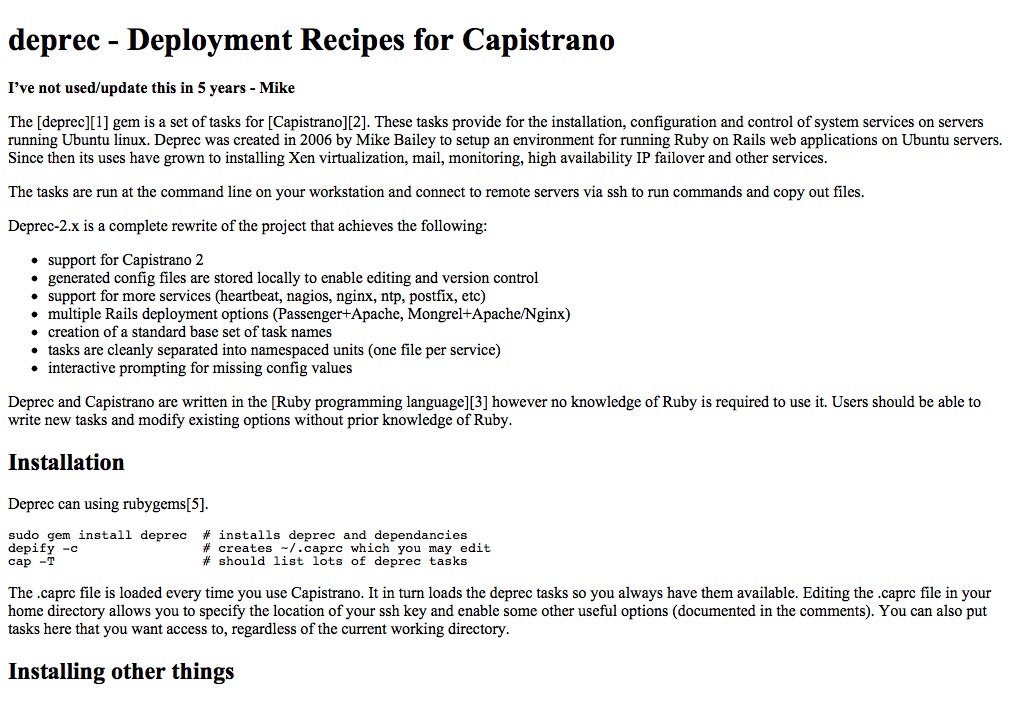 deprec - Deployment Recipes for Capistrano
I’ve not used/update this in 5 years - Mike
The [deprec][1] gem is a set of tasks for [Capistrano][2]. These tasks provide for the installation, configuration and control of system services on servers
running Ubuntu linux. Deprec was created in 2006 by Mike Bailey to setup an environment for running Ruby on Rails web applications on Ubuntu servers.
Since then its uses have grown to installing Xen virtualization, mail, monitoring, high availability IP failover and other services.
The tasks are run at the command line on your workstation and connect to remote servers via ssh to run commands and copy out files.
Deprec-2.x is a complete rewrite of the project that achieves the following:
• support for Capistrano 2
• generated config files are stored locally to enable editing and version control
• support for more services (heartbeat, nagios, nginx, ntp, postfix, etc)
• multiple Rails deployment options (Passenger+Apache, Mongrel+Apache/Nginx)
• creation of a standard base set of task names
• tasks are cleanly separated into namespaced units (one file per service)
• interactive prompting for missing config values
Deprec and Capistrano are written in the [Ruby programming language][3] however no knowledge of Ruby is required to use it. Users should be able to
write new tasks and modify existing options without prior knowledge of Ruby.
Installation
Deprec can using rubygems[5].
sudo gem install deprec  # installs deprec and dependancies
depify -c                # creates ~/.caprc which you may edit
cap -T                   # should list lots of deprec tasks
The .caprc file is loaded every time you use Capistrano. It in turn loads the deprec tasks so you always have them available. Editing the .caprc file in your
home directory allows you to specify the location of your ssh key and enable some other useful options (documented in the comments). You can also put
tasks here that you want access to, regardless of the current working directory.
Installing other things